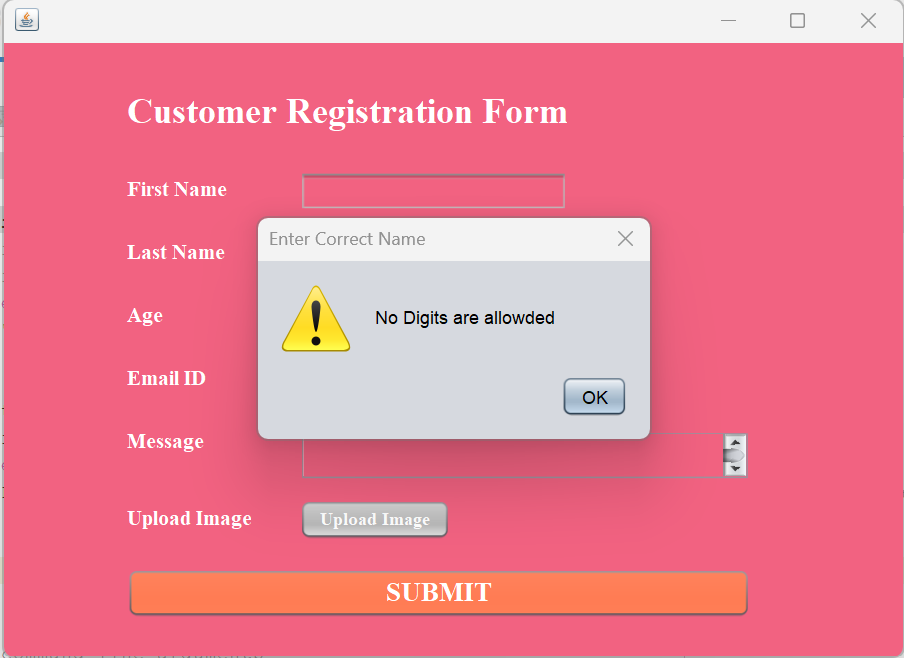 Customer Registration Form
First Name
Last Name
Enter Correct Name
No Digits are allowded
OK
Age
Email ID
Message
Upload Image
Upload Image
SUBMIT